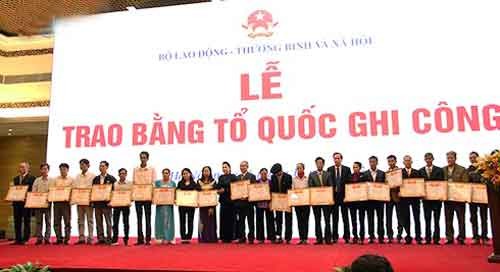 BỘ LAO ĐỘNG - THƯƠNG BINH VÀ XÃ HỘI
LỄ
TRAO BẰNG TỔ QUỐC GHI CÔNG